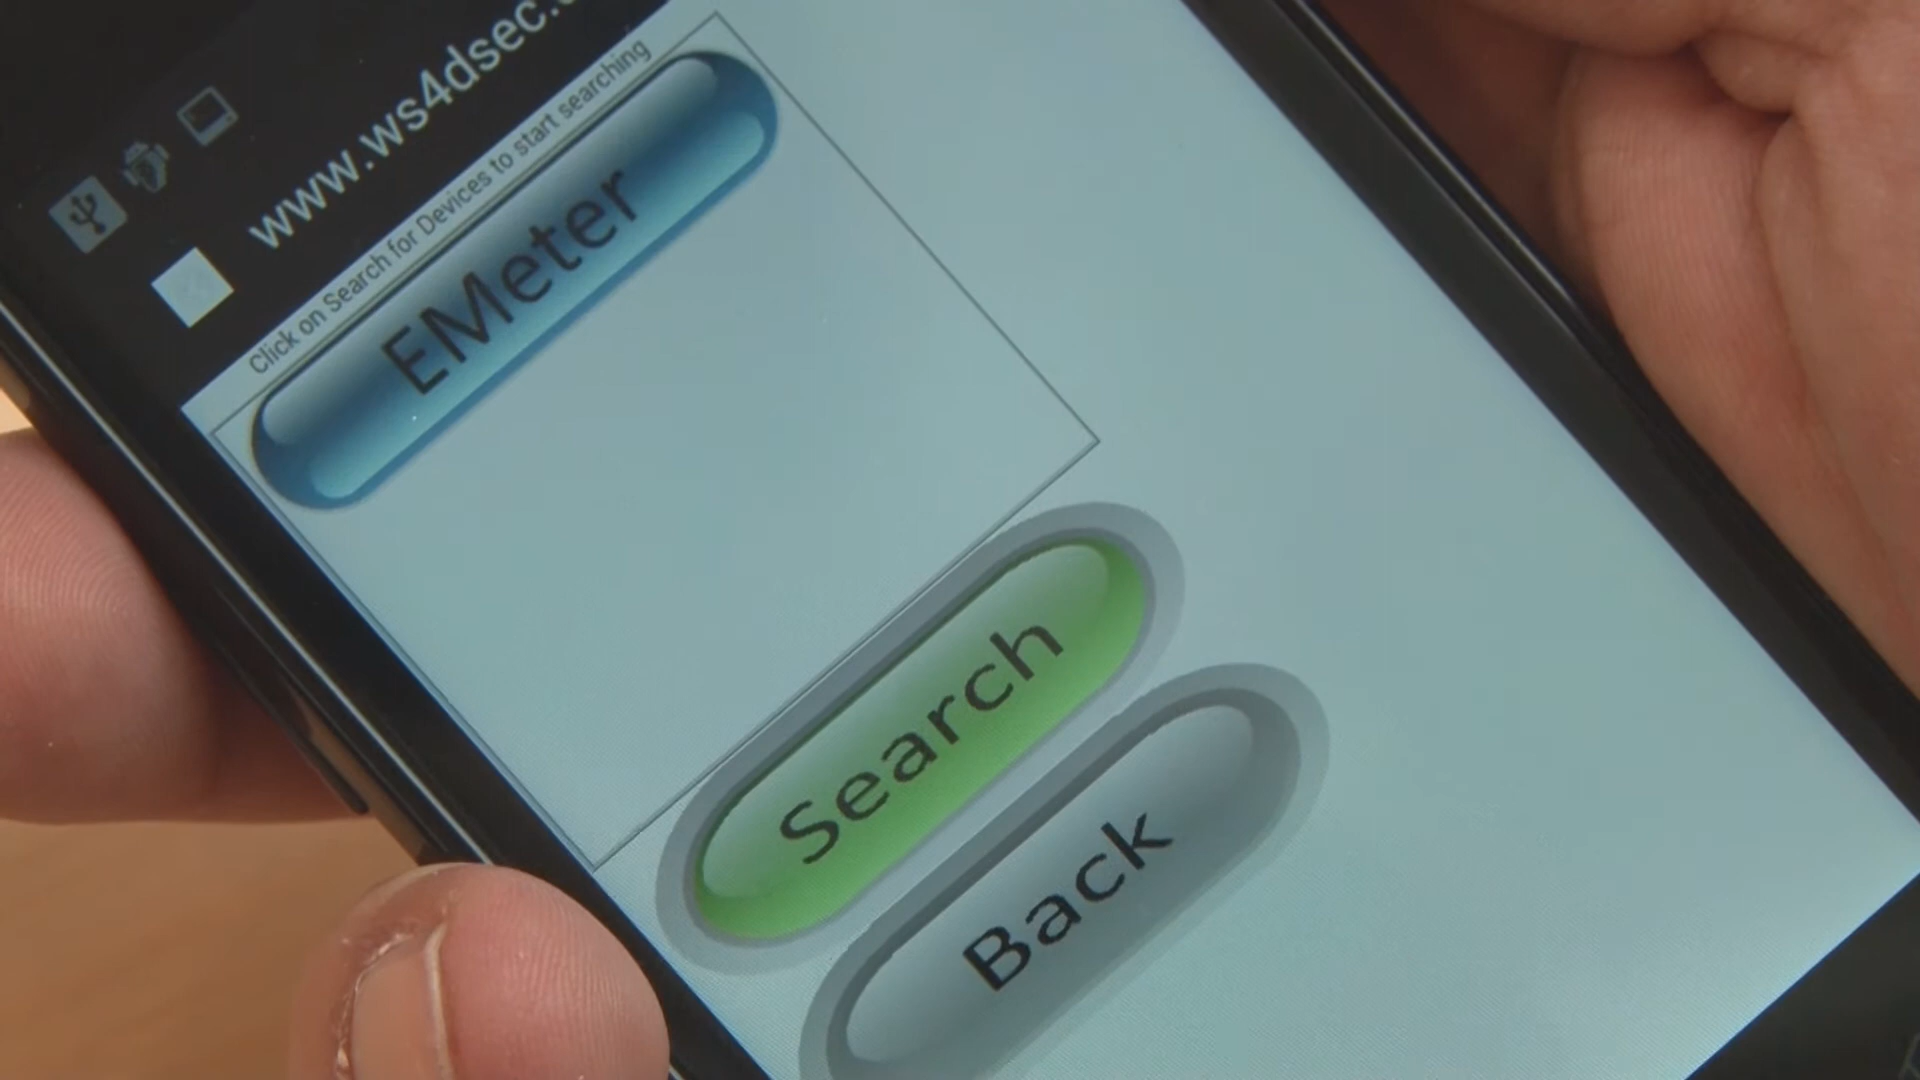 www.ws4dsec.
Click on Search for Devices to start searching
EMeter
Search
Back